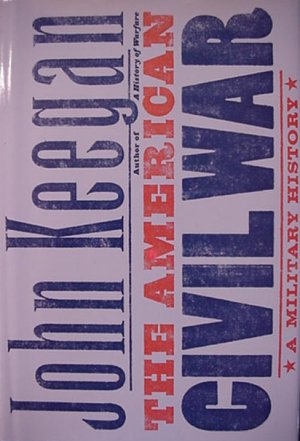 John Keegan
Author of
A History of Warfare
THE AMERICAN
CIVIL WAR
★ A MILITARY HISTORY ★